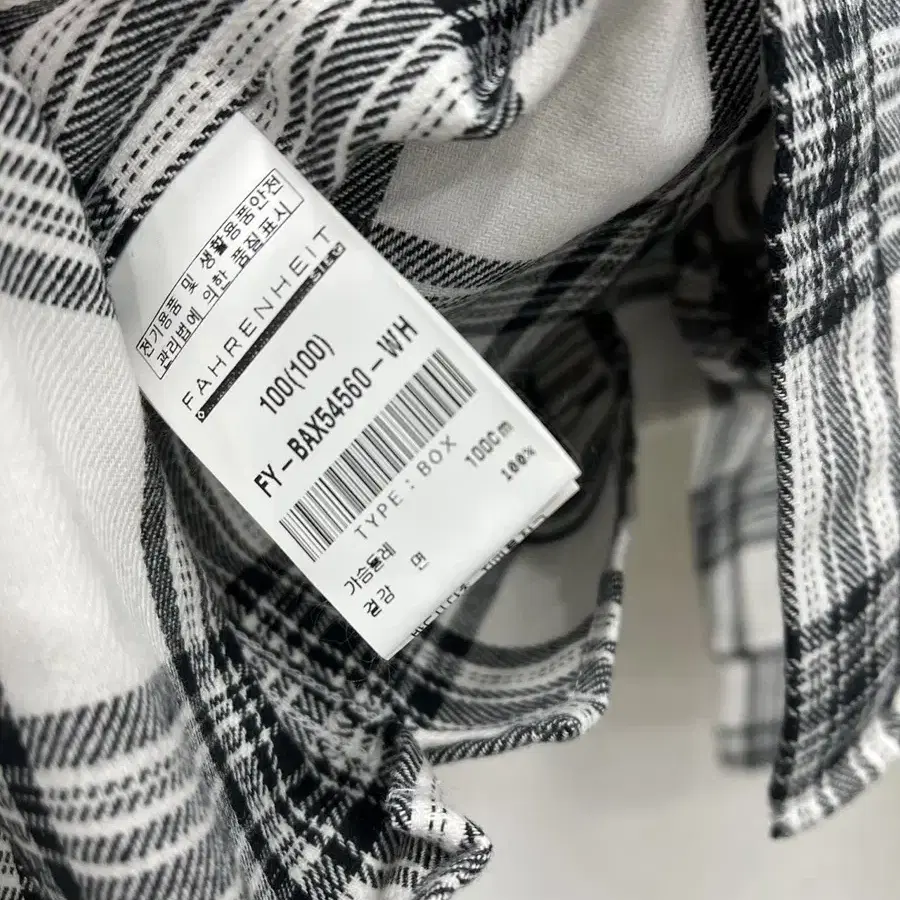 전기용품 및 생활용품안전
관리법에 의한 품질표시
FAHRENHEIT
100(100)
FY-BAX54560-WH
TYPE : BOX
가슴둘레 100cm
겉감 면 100%